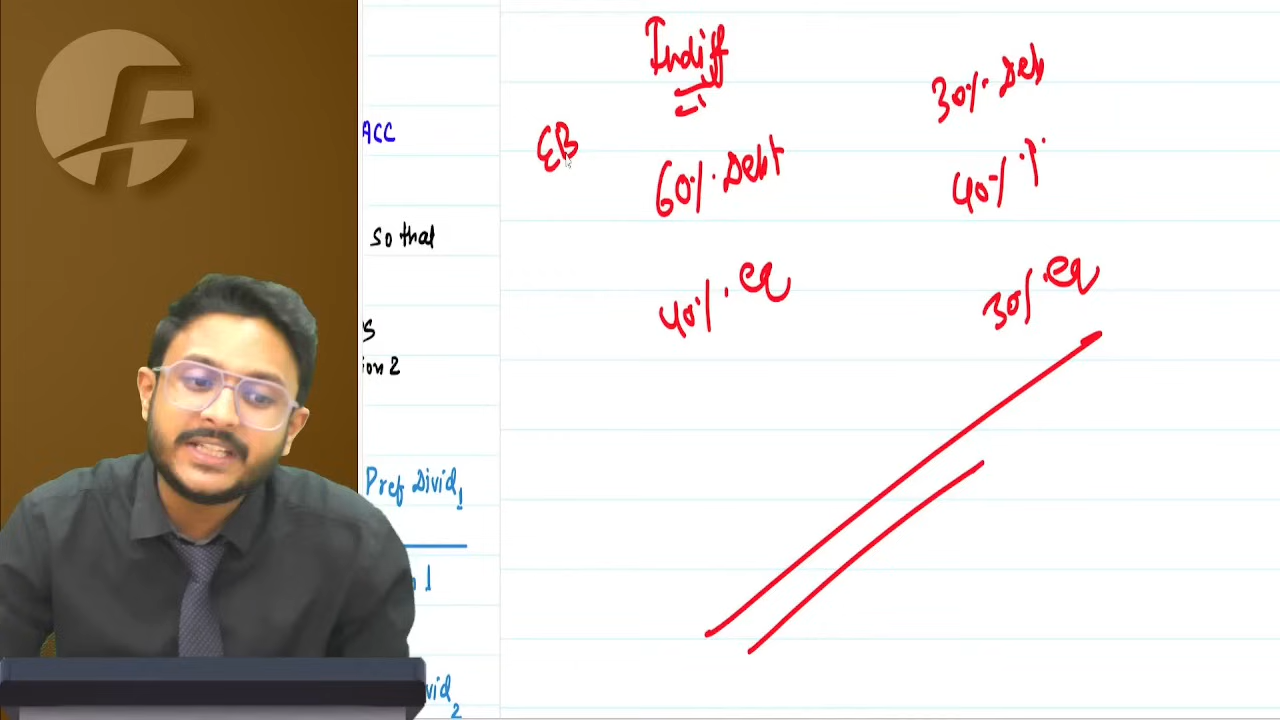 ACC
so that
s
ion 2
Pref Divid1
1
vid2
Indiff
EB
60%. Debt
40%. eq
30%. Deb
40%. P.
30%. eq